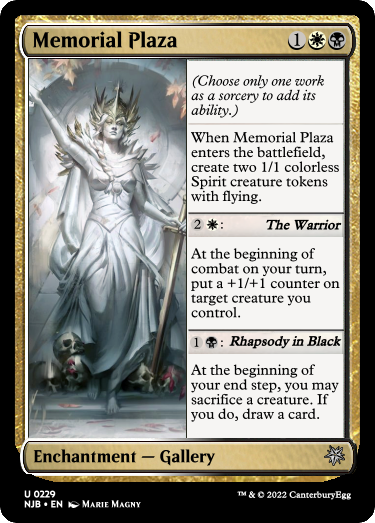 Memorial Plaza 1
(Choose only one work
as a sorcery to add its
ability.)
When Memorial Plaza
enters the battlefield,
create two 1/1 colorless
Spirit creature tokens
with flying.
2 : The Warrior
At the beginning of
combat on your turn,
put a +1/+1 counter on
target creature you
control.
1 : Rhapsody in Black
At the beginning of
your end step, you may
sacrifice a creature. If
you do, draw a card.
Enchantment — Gallery
U 0229
NJB • EN Marie Magny
™ & © 2022 CanterburyEgg